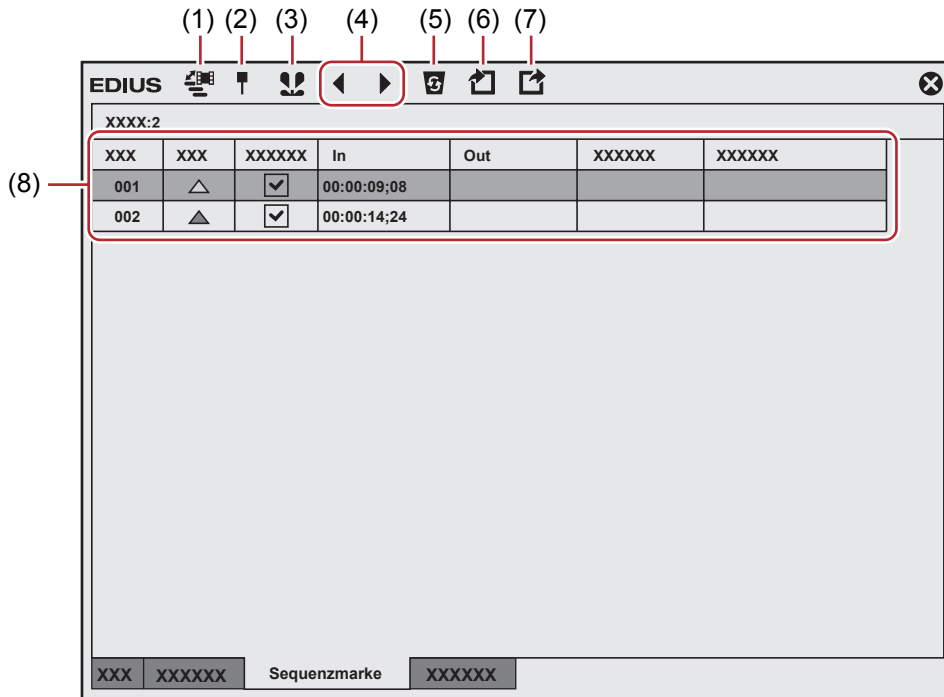 (1) (2) (3) (4) (5) (6) (7)
EDIUS
XXXX:2
XXX XXX XXXXXX In Out XXXXXX XXXXXX
(8)
001 00:00:09;08
002 00:00:14;24
XXX XXXXXX Sequenzmarke XXXXXX